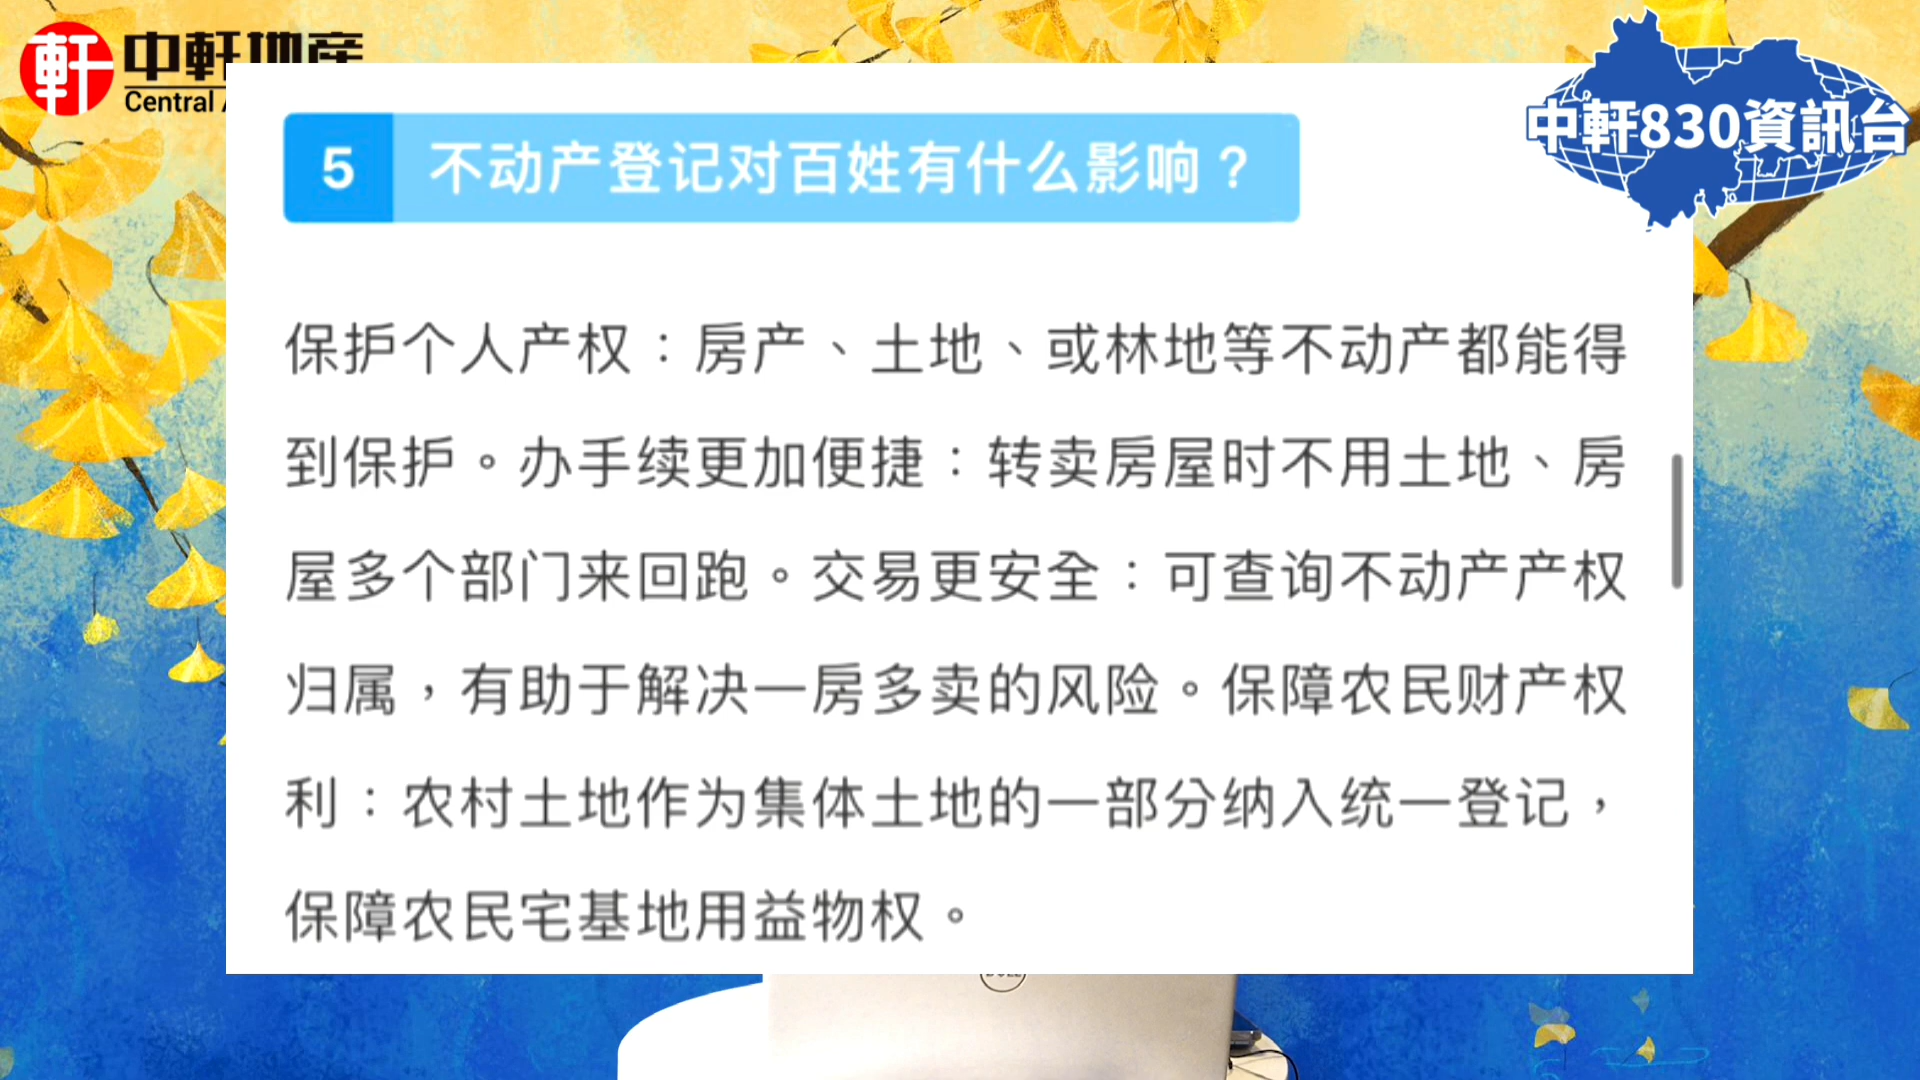 軒 中軒地産
Central
中軒830資訊台
5 不动产登记对百姓有什么影响？
保护个人产权：房产、土地、或林地等不动产都能得
到保护。办手续更加便捷：转卖房屋时不用土地、房
屋多个部门来回跑。交易更安全：可查询不动产产权
归属，有助于解决一房多卖的风险。保障农民财产权
利：农村土地作为集体土地的一部分纳入统一登记，
保障农民宅基地用益物权。